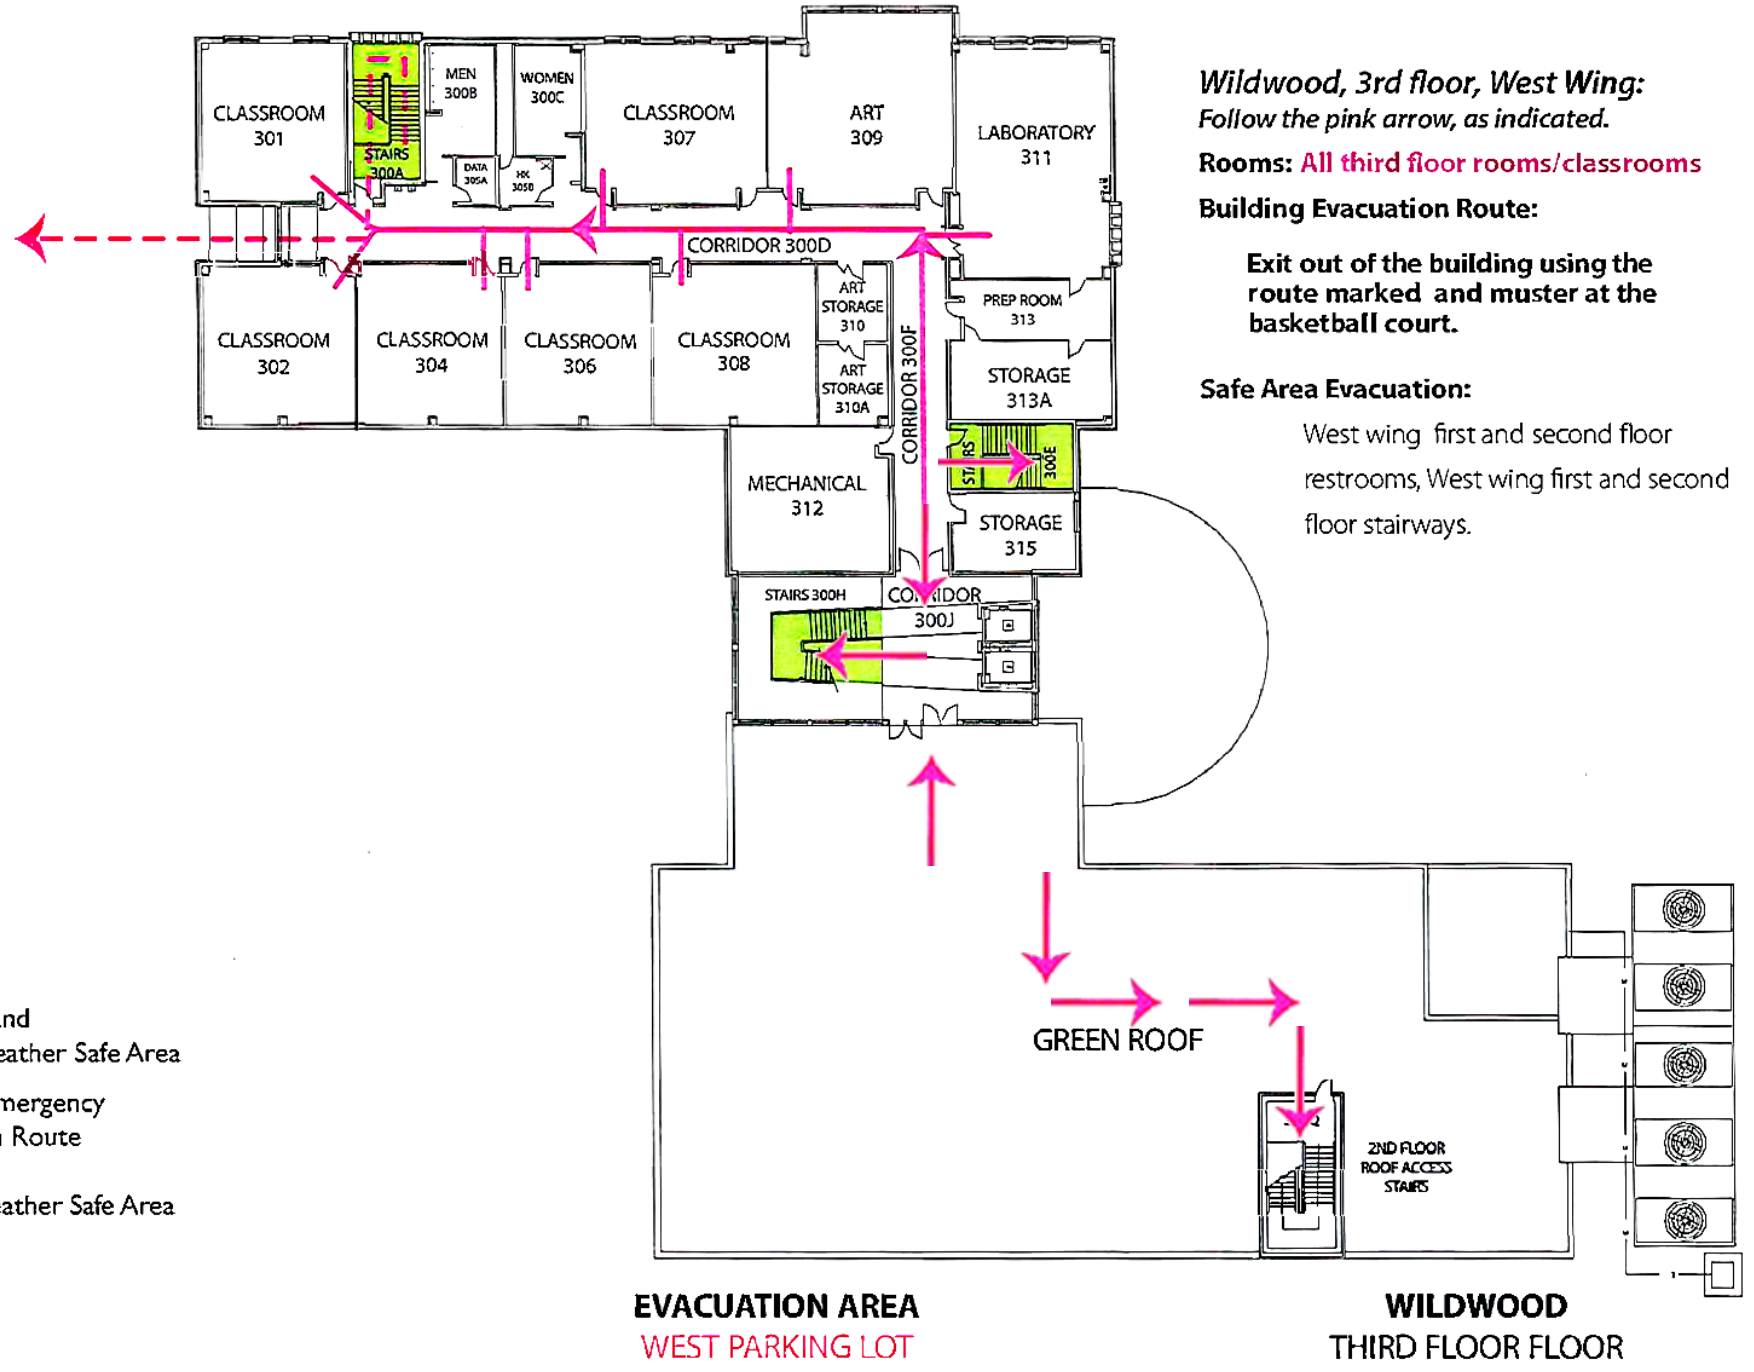 CLASSROOM
301
STAIRS
300A
MEN
300B
WOMEN
300C
DATA
305A
HK
305B
CLASSROOM
307
ART
309
LABORATORY
311
CORRIDOR 300D
CLASSROOM
302
CLASSROOM
304
CLASSROOM
306
CLASSROOM
308
ART
STORAGE
310
ART
STORAGE
310A
CORRIDOR 300F
PREP ROOM
313
STORAGE
313A
STAIRS
300E
MECHANICAL
312
STORAGE
315
STAIRS 300H
CORRIDOR
300J
GREEN ROOF
2ND FLOOR
ROOF ACCESS
STAIRS
Wildwood, 3rd floor, West Wing:
Follow the pink arrow, as indicated.
Rooms: All third floor rooms/classrooms
Building Evacuation Route:
Exit out of the building using the
route marked and muster at the
basketball court.
Safe Area Evacuation:
West wing first and second floor
restrooms, West wing first and second
floor stairways.
nd
eather Safe Area
mergency
Route
eather Safe Area
EVACUATION AREA
WEST PARKING LOT
WILDWOOD
THIRD FLOOR FLOOR